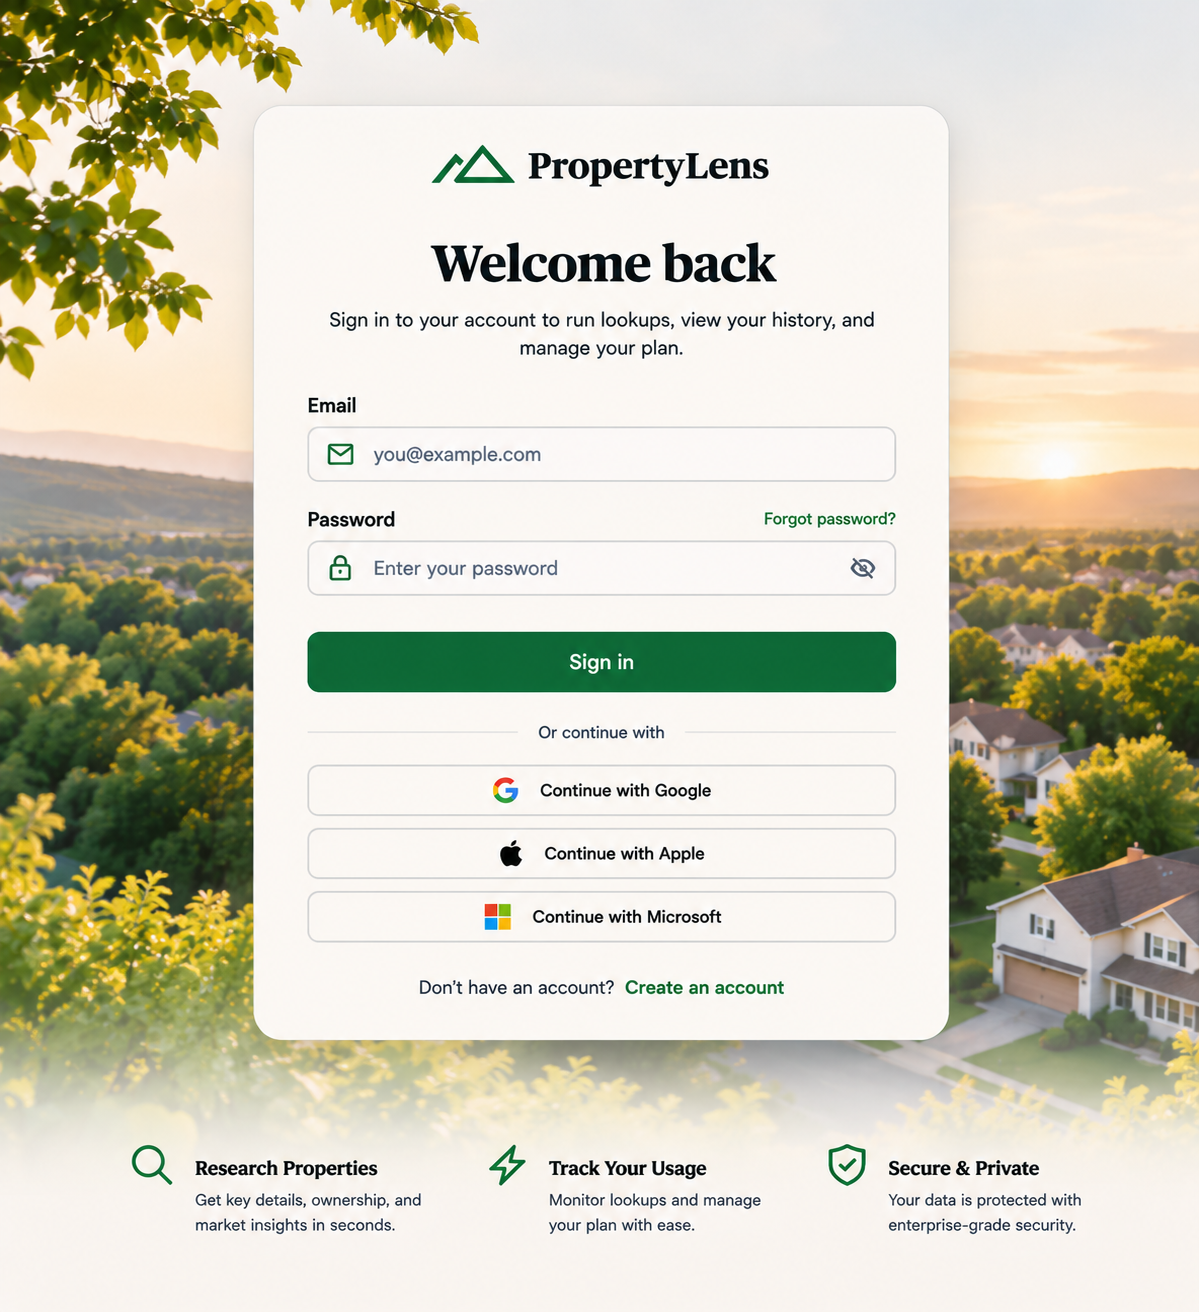 PropertyLens
Welcome back
Sign in to your account to run lookups, view your history, and
manage your plan.
Email
you@example.com
Password
Forgot password?
Enter your password
Sign in
Or continue with
Continue with Google
Continue with Apple
Continue with Microsoft
Don’t have an account? Create an account
Research Properties
Get key details, ownership, and
market insights in seconds.
Track Your Usage
Monitor lookups and manage
your plan with ease.
Secure & Private
Your data is protected with
enterprise-grade security.